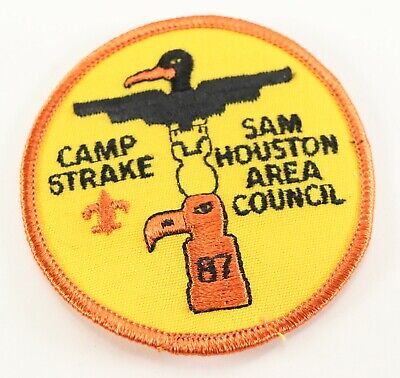 CAMP
STRAKE
SAM
HOUSTON
AREA
COUNCIL
87